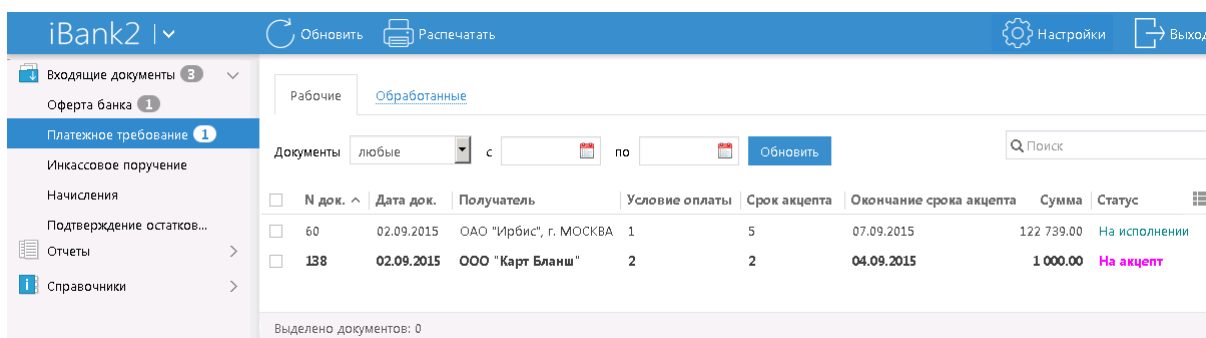 iBank2
Обновить Распечатать Настройки Выход
Входящие документы 3
Оферта банка 1
Платежное требование 1
Инкассовое поручение
Начисления
Подтверждение остатков...
Отчеты
Справочники
Рабочие Обработанные
Документы любые с по Обновить Поиск
N док. Дата док. Получатель Условие оплаты Срок акцепта Окончание срока акцепта Сумма Статус
60 02.09.2015 ОАО "Ирбис", г. МОСКВА 1 5 07.09.2015 122 739.00 На исполнении
138 02.09.2015 ООО "Карт Бланш" 2 2 04.09.2015 1 000.00 На акцепт
Выделено документов: 0